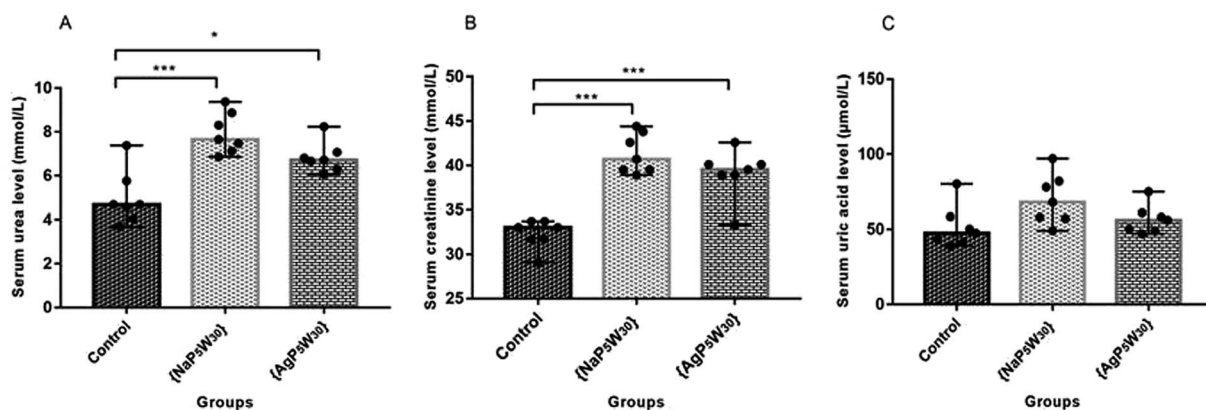 A
*
***
Serum urea level (mmol/L)
10
8
6
4
2
0
Control
{NaP5W30}
{AgP5W30}
Groups
B
***
***
Serum creatinine level (mmol/L)
50
45
40
35
30
25
Control
{NaP5W30}
{AgP5W30}
Groups
C
Serum uric acid level (µmol/L)
150
100
50
0
Control
{NaP5W30}
{AgP5W30}
Groups